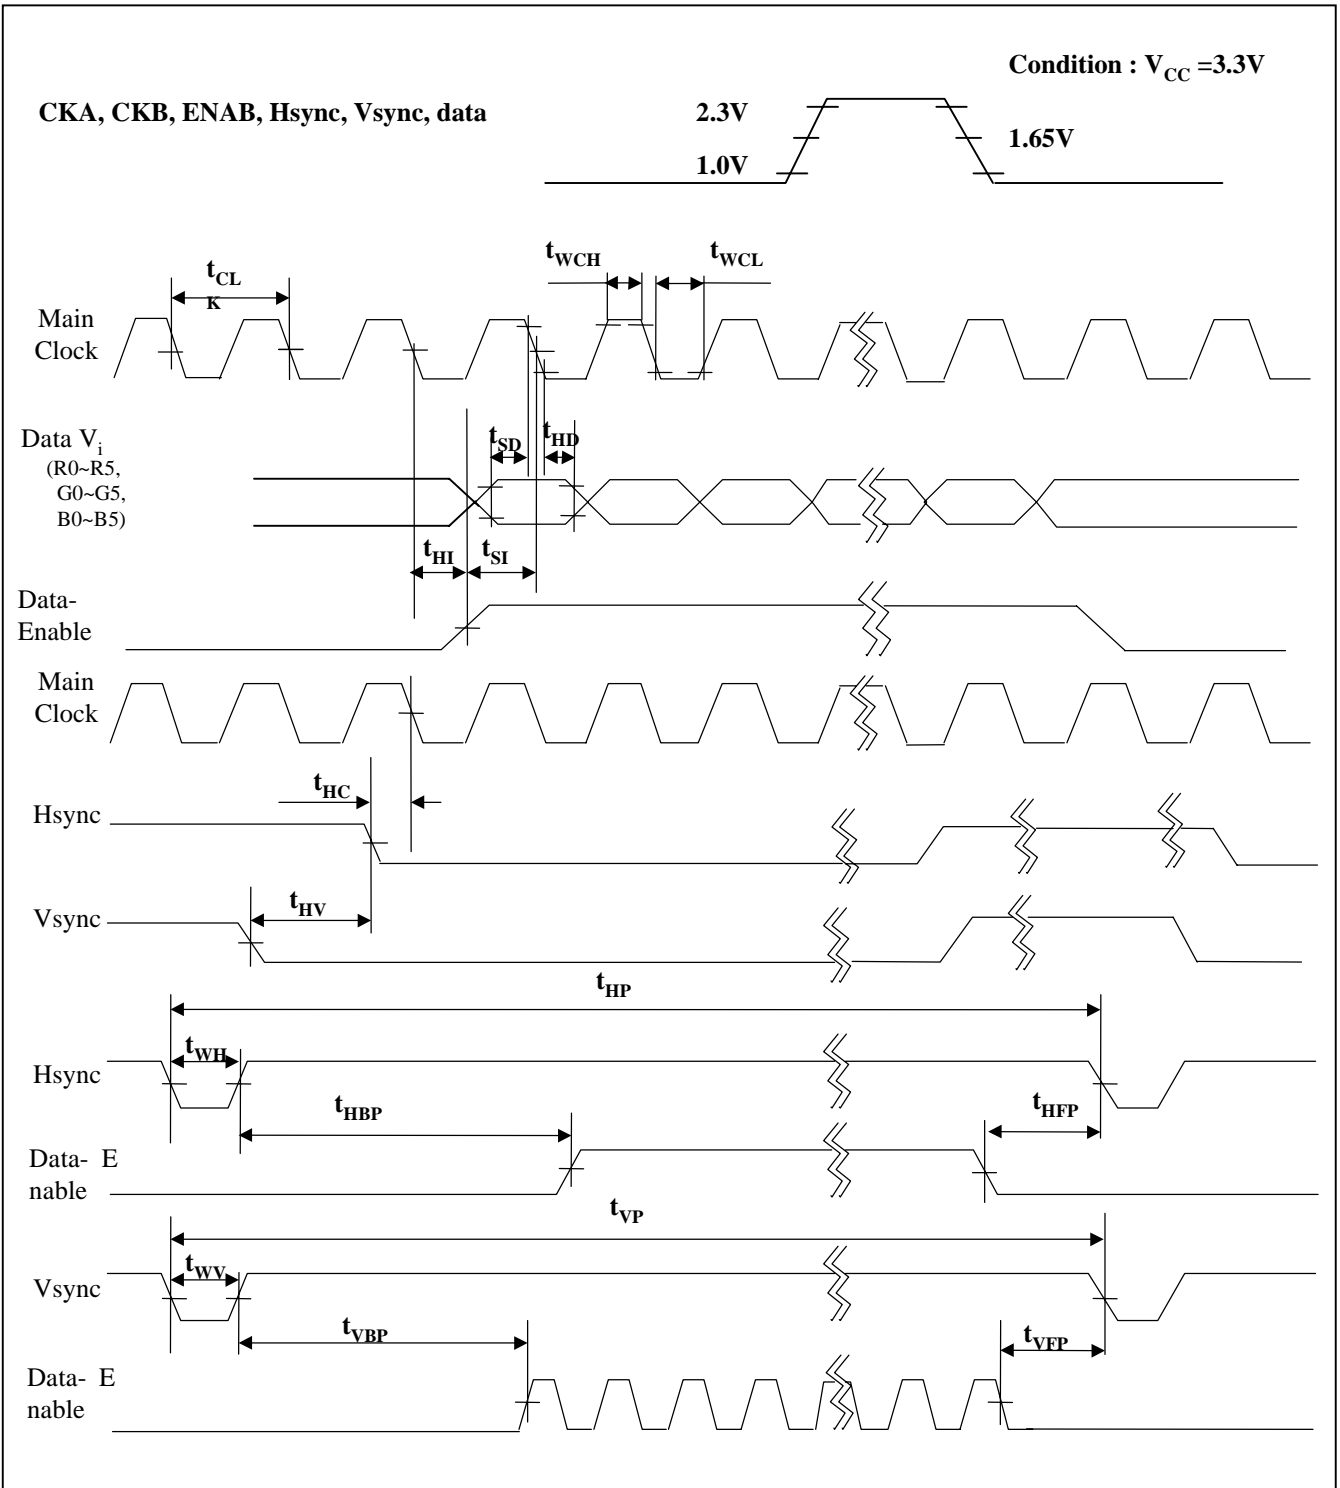 Condition : VCC =3.3V
CKA, CKB, ENAB, Hsync, Vsync, data
2.3V
1.65V
1.0V
tWCH
tWCL
tCL
K
Main
Clock
Data Vi
(R0~R5,
G0~G5,
B0~B5)
tSD
tHD
tHI
tSI
Data-
Enable
Main
Clock
tHC
Hsync
tHV
Vsync
tHP
tWH
Hsync
tHBP
tHFP
Data- E
nable
tVP
tWV
Vsync
tVBP
tVFP
Data- E
nable